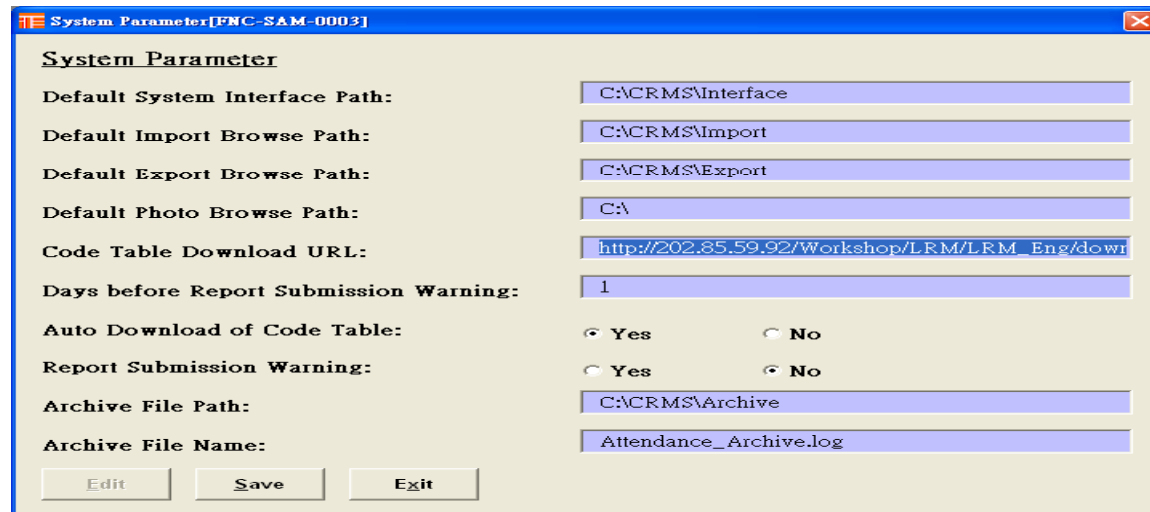 System Parameter[FNC-SAM-0003]
System Parameter
Default System Interface Path: C:\CRMS\Interface
Default Import Browse Path: C:\CRMS\Import
Default Export Browse Path: C:\CRMS\Export
Default Photo Browse Path: C:\
Code Table Download URL: http://202.85.59.92/Workshop/LRM/LRM_Eng/dowr
Days before Report Submission Warning: 1
Auto Download of Code Table: Yes No
Report Submission Warning: Yes No
Archive File Path: C:\CRMS\Archive
Archive File Name: Attendance_Archive.log
Edit Save Exit